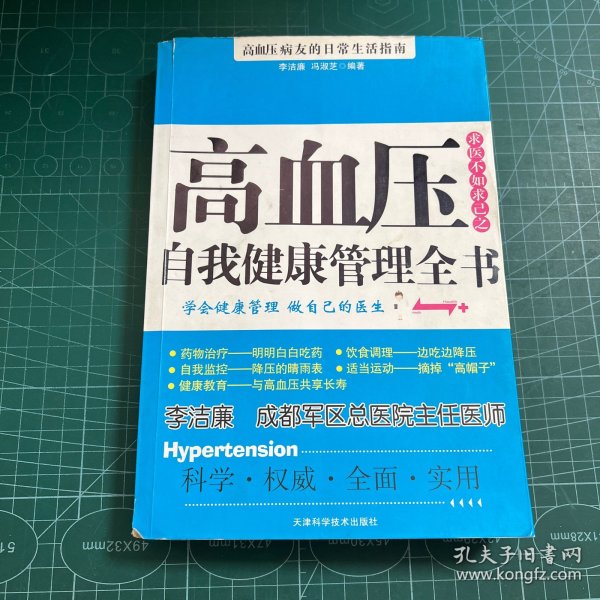 高血压病友的日常生活指南
李洁廉 冯淑芝◎编著
求医不如求己之
高血压
自我健康管理全书
学会健康管理 做自己的医生
● 药物治疗——明明白白吃药 ● 饮食调理——边吃边降压
● 自我监控——降压的晴雨表 ● 适当运动——摘掉“高帽子”
● 健康教育——与高血压共享长寿
李洁廉 成都军区总医院主任医师
Hypertension
科学·权威·全面·实用
天津科学技术出版社
49X32mm
47X31mm
45X30mm
43X29mm
41X28mm
孔夫子旧书网
www.kongfz.com